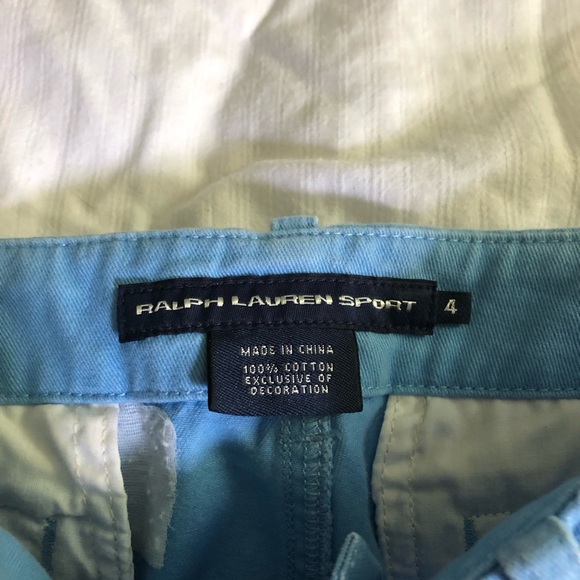 RALPH LAUREN SPORT 4
MADE IN CHINA
100% COTTON
EXCLUSIVE OF
DECORATION